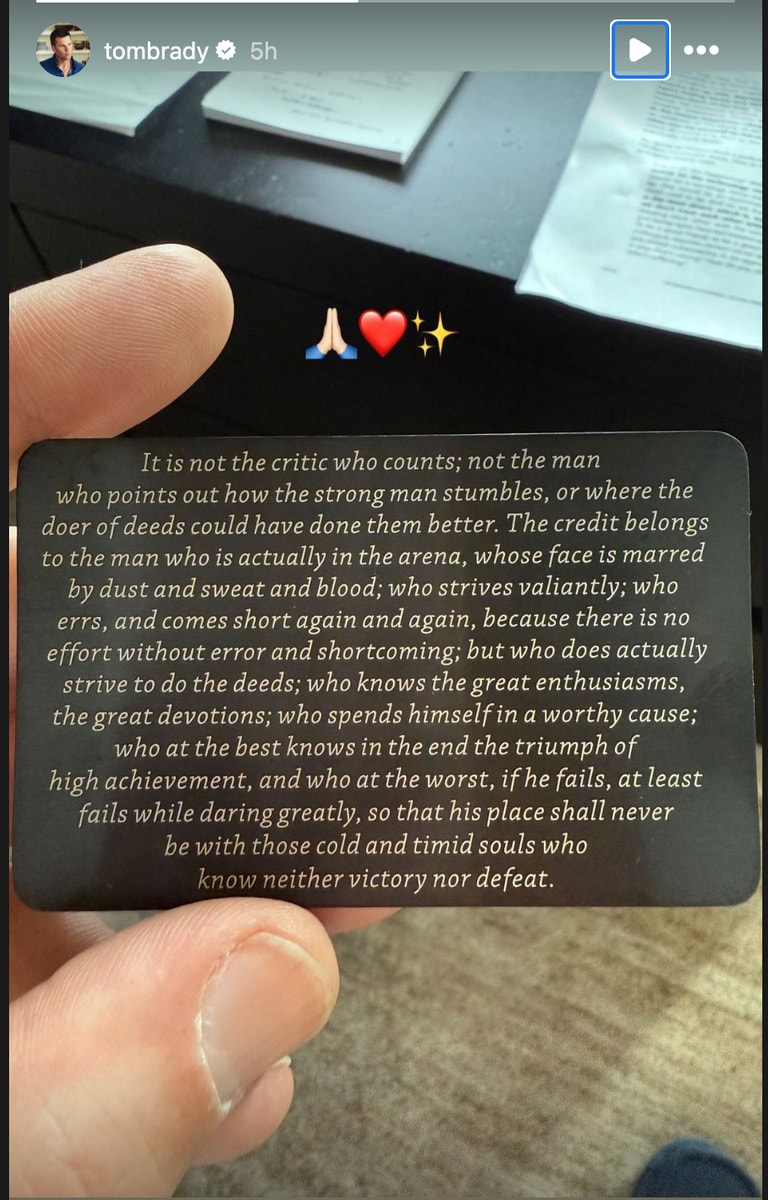 tombrady 5h
It is not the critic who counts; not the man
who points out how the strong man stumbles, or where the
doer of deeds could have done them better. The credit belongs
to the man who is actually in the arena, whose face is marred
by dust and sweat and blood; who strives valiantly; who
errs, and comes short again and again, because there is no
effort without error and shortcoming; but who does actually
strive to do the deeds; who knows the great enthusiasms,
the great devotions; who spends himself in a worthy cause;
who at the best knows in the end the triumph of
high achievement, and who at the worst, if he fails, at least
fails while daring greatly, so that his place shall never
be with those cold and timid souls who
know neither victory nor defeat.